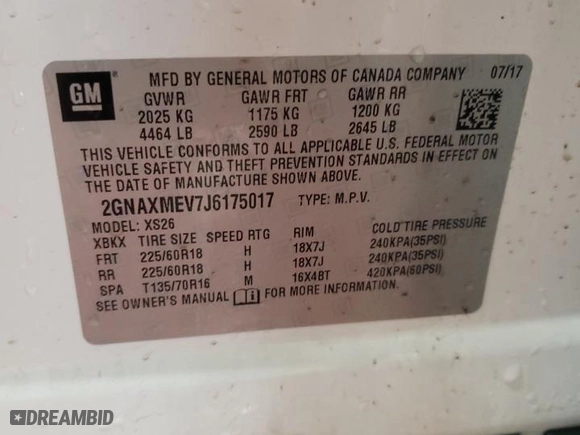 GM
MFD BY GENERAL MOTORS OF CANADA COMPANY 07/17
GVWR GAWR FRT GAWR RR
2025 KG 1175 KG 1200 KG
4464 LB 2590 LB 2645 LB
THIS VEHICLE CONFORMS TO ALL APPLICABLE U.S. FEDERAL MOTOR
VEHICLE SAFETY AND THEFT PREVENTION STANDARDS IN EFFECT ON
THE DATE OF MANUFACTURE SHOWN ABOVE.
2GNAXMEV7J6175017 TYPE: M.P.V.
MODEL: XS26
XBKX TIRE SIZE SPEED RTG RIM COLD TIRE PRESSURE
FRT 225/60R18 H 18X7J 240KPA(35PSI)
RR 225/60R18 H 18X7J 240KPA(35PSI)
SPA T135/70R16 M 16X4BT 420KPA(60PSI)
SEE OWNER'S MANUAL FOR MORE INFORMATION.
DREAMBID